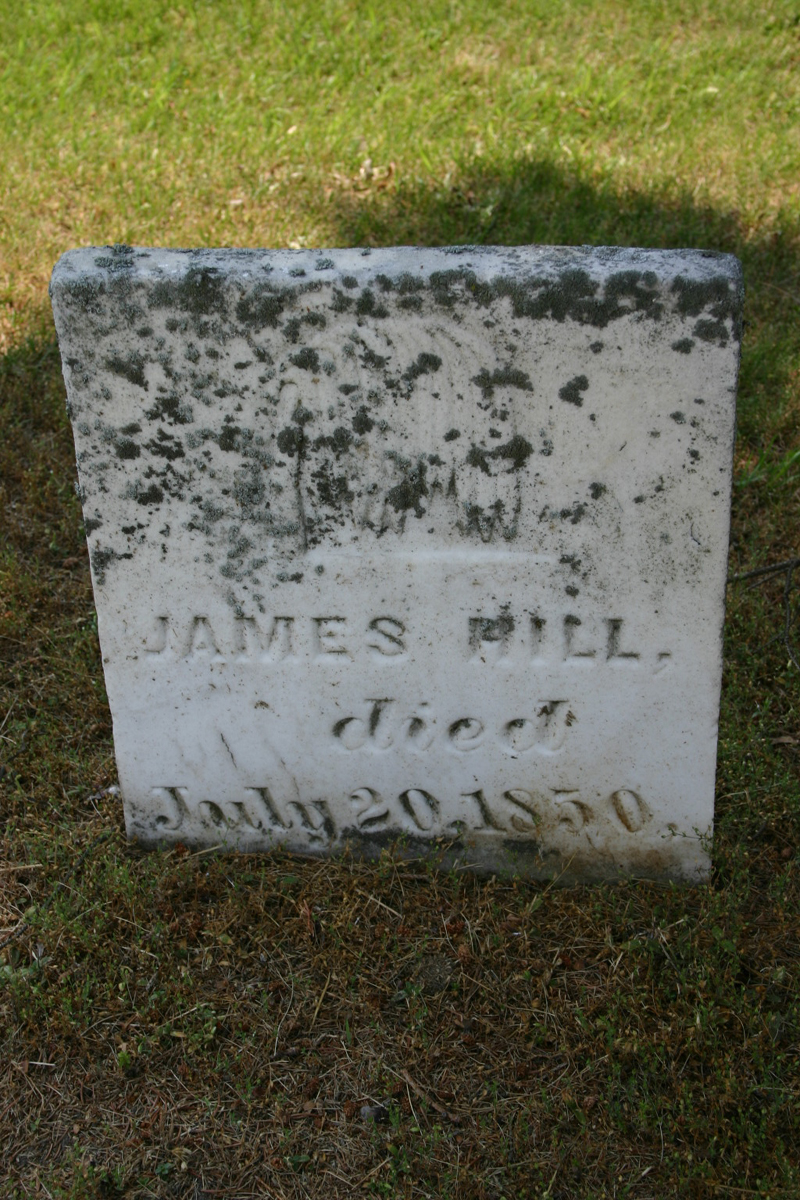 JAMES HILL,
died
July 20, 1850.